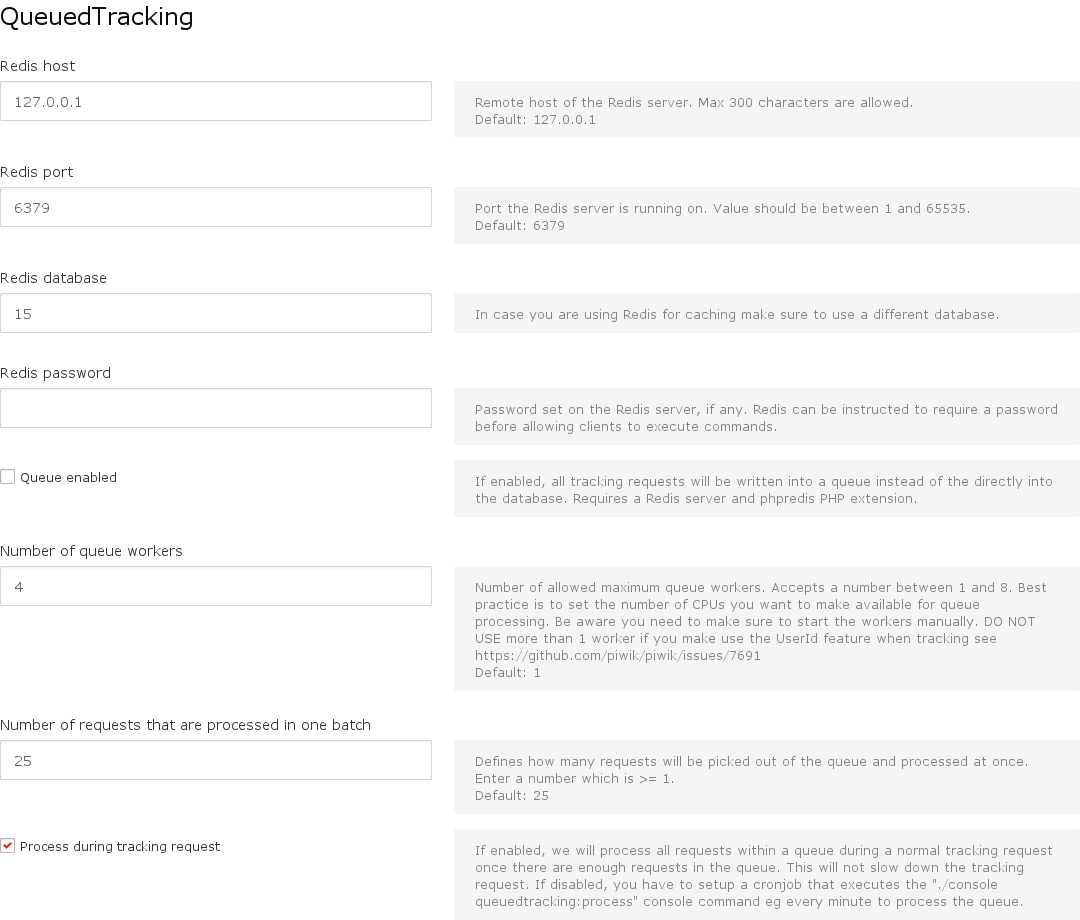 QueuedTracking
Redis host
127.0.0.1
Remote host of the Redis server. Max 300 characters are allowed.
Default: 127.0.0.1
Redis port
6379
Port the Redis server is running on. Value should be between 1 and 65535.
Default: 6379
Redis database
15
In case you are using Redis for caching make sure to use a different database.
Redis password
Password set on the Redis server, if any. Redis can be instructed to require a password
before allowing clients to execute commands.
Queue enabled
If enabled, all tracking requests will be written into a queue instead of the directly into
the database. Requires a Redis server and phpredis PHP extension.
Number of queue workers
4
Number of allowed maximum queue workers. Accepts a number between 1 and 8. Best
practice is to set the number of CPUs you want to make available for queue
processing. Be aware you need to make sure to start the workers manually. DO NOT
USE more than 1 worker if you make use the UserId feature when tracking see
https://github.com/piwik/piwik/issues/7691
Default: 1
Number of requests that are processed in one batch
25
Defines how many requests will be picked out of the queue and processed at once.
Enter a number which is >= 1.
Default: 25
Process during tracking request
If enabled, we will process all requests within a queue during a normal tracking request
once there are enough requests in the queue. This will not slow down the tracking
request. If disabled, you have to setup a cronjob that executes the "./console
queuedtracking:process" console command eg every minute to process the queue.